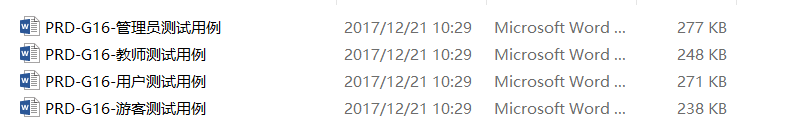 PRD-G16-管理员测试用例 2017/12/21 10:29 Microsoft Word ... 277 KB
PRD-G16-教师测试用例 2017/12/21 10:29 Microsoft Word ... 248 KB
PRD-G16-用户测试用例 2017/12/21 10:29 Microsoft Word ... 271 KB
PRD-G16-游客测试用例 2017/12/21 10:29 Microsoft Word ... 238 KB